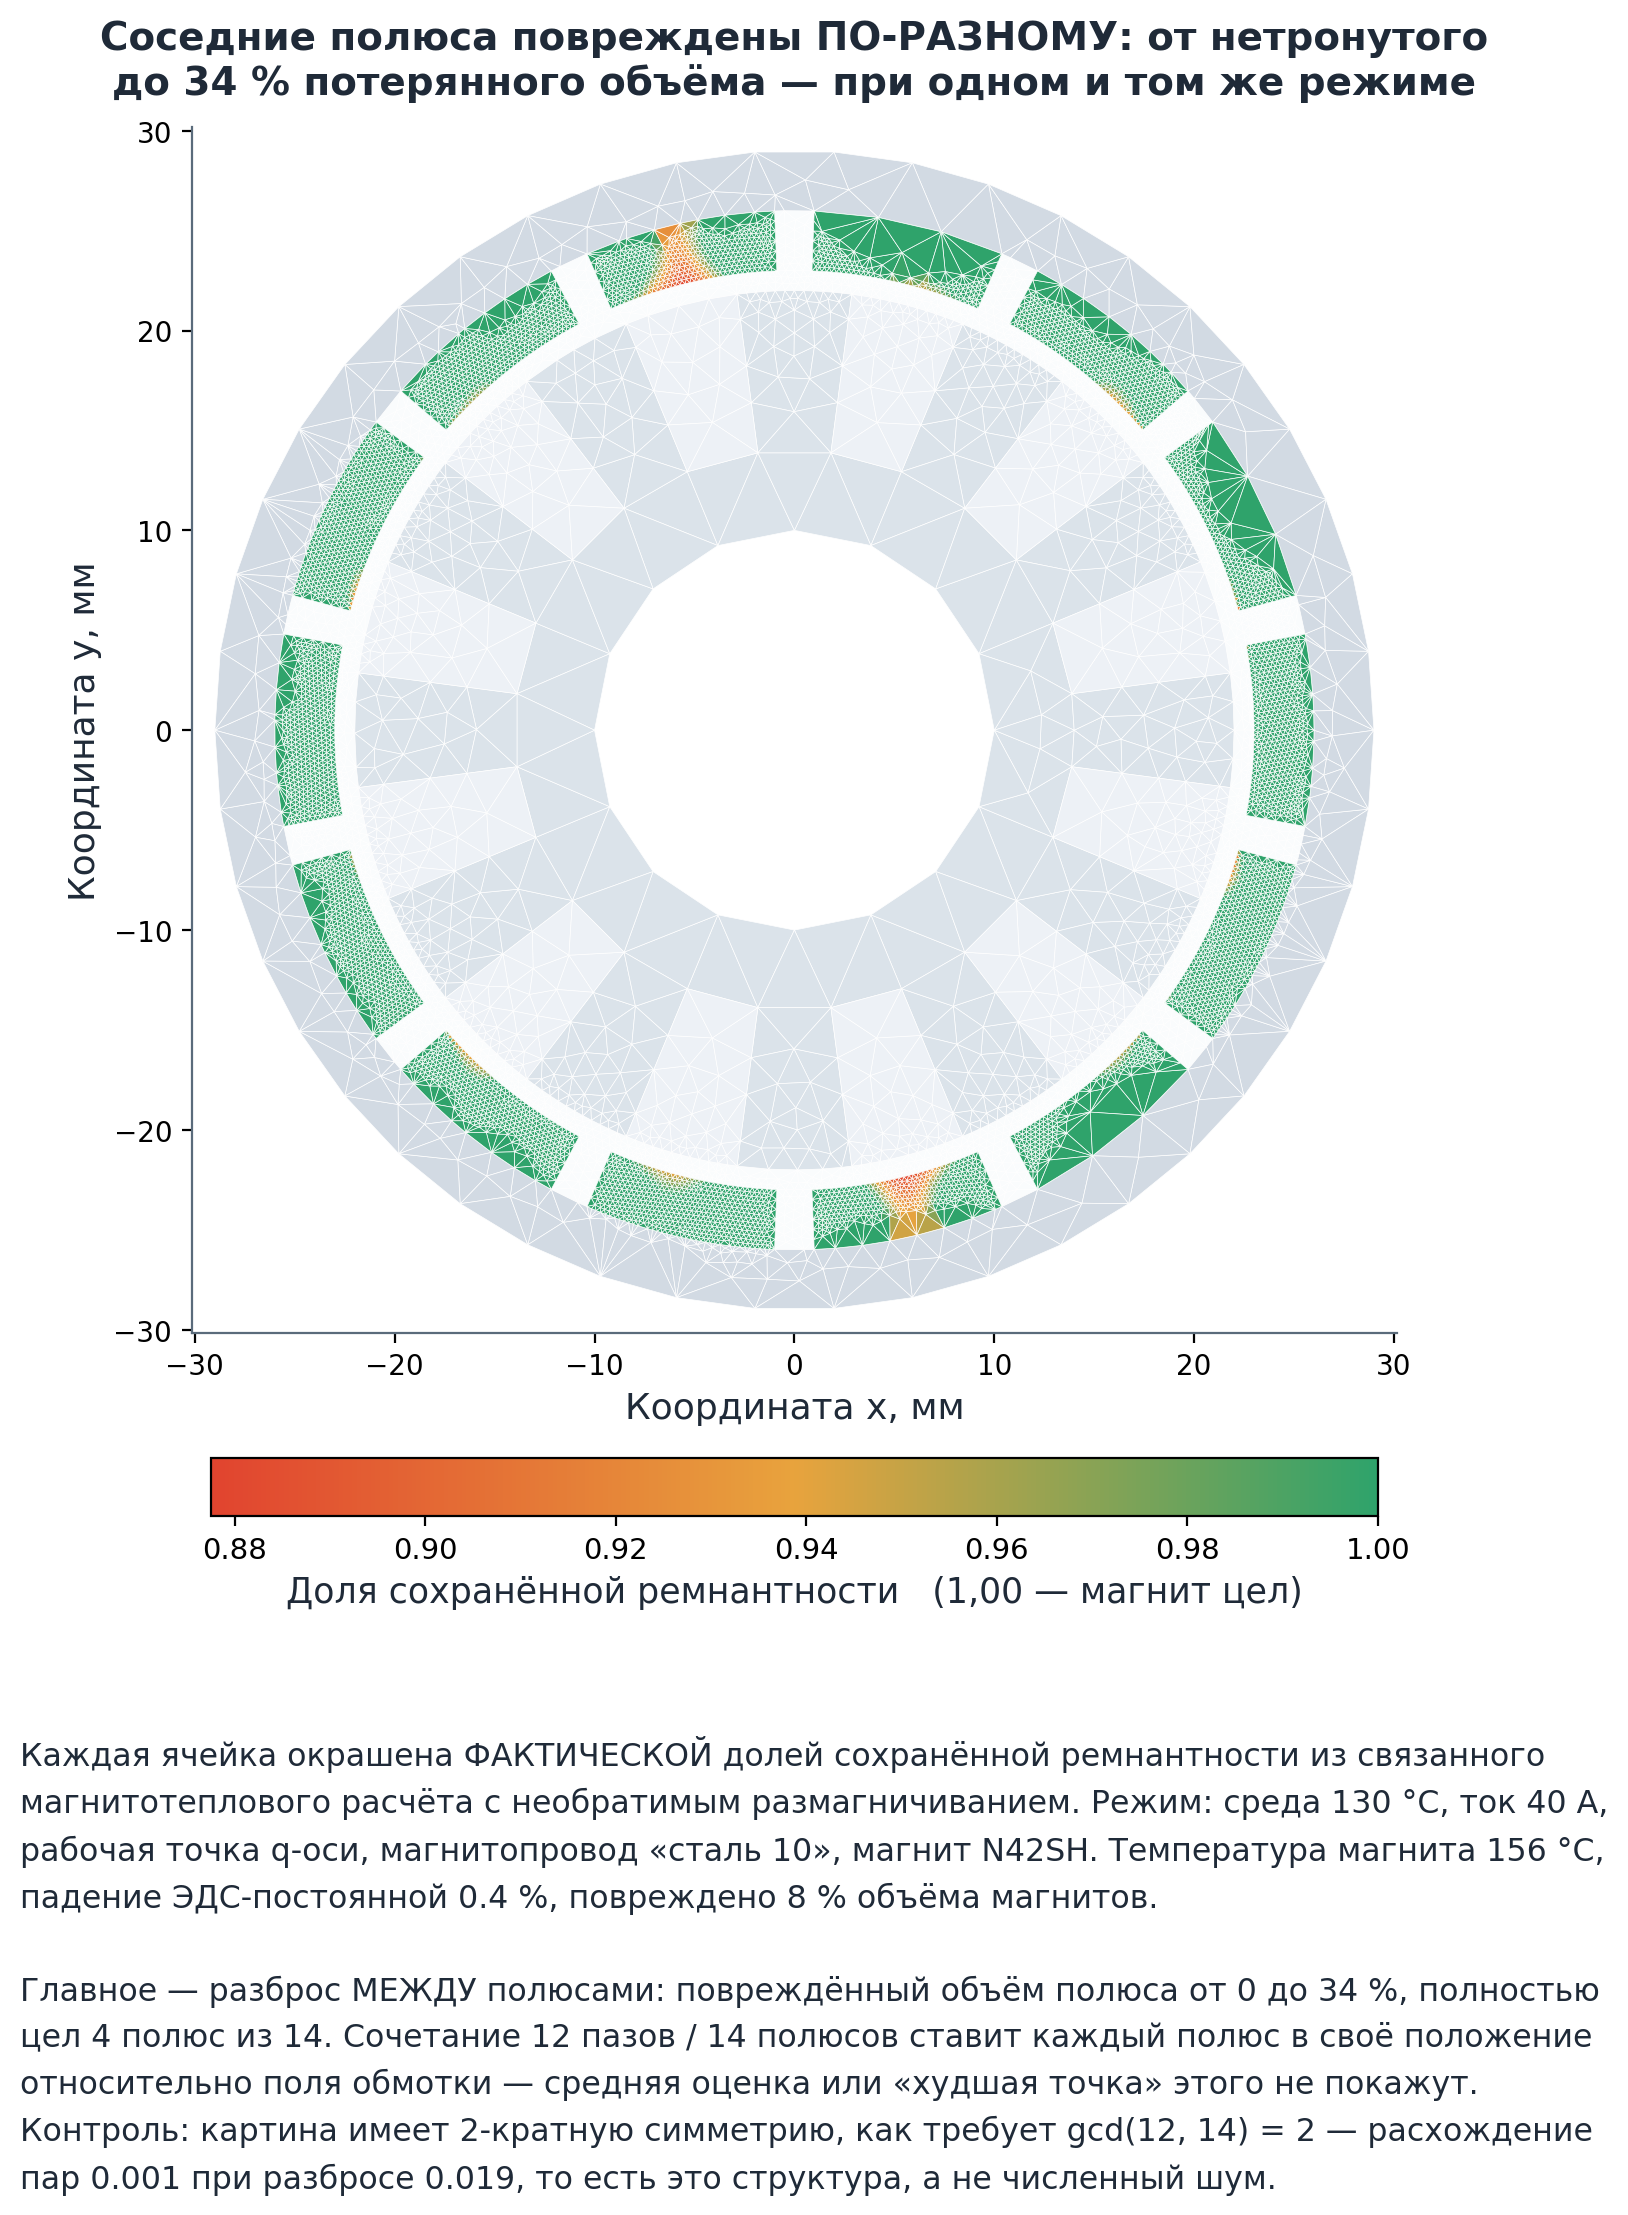 Соседние полюса повреждены ПО-РАЗНОМУ: от нетронутого
до 34 % потерянного объёма — при одном и том же режиме
30
20
10
0
−10
−20
−30
Координата y, мм
−30
−20
−10
0
10
20
30
Координата x, мм
0.88
0.90
0.92
0.94
0.96
0.98
1.00
Доля сохранённой ремнантности (1,00 — магнит цел)
Каждая ячейка окрашена ФАКТИЧЕСКОЙ долей сохранённой ремнантности из связанного
магнитотеплового расчёта с необратимым размагничиванием. Режим: среда 130 °C, ток 40 А,
рабочая точка q-оси, магнитопровод «сталь 10», магнит N42SH. Температура магнита 156 °C,
падение ЭДС-постоянной 0.4 %, повреждено 8 % объёма магнитов.
Главное — разброс МЕЖДУ полюсами: повреждённый объём полюса от 0 до 34 %, полностью
цел 4 полюс из 14. Сочетание 12 пазов / 14 полюсов ставит каждый полюс в своё положение
относительно поля обмотки — средняя оценка или «худшая точка» этого не покажут.
Контроль: картина имеет 2-кратную симметрию, как требует gcd(12, 14) = 2 — расхождение
пар 0.001 при разбросе 0.019, то есть это структура, а не численный шум.